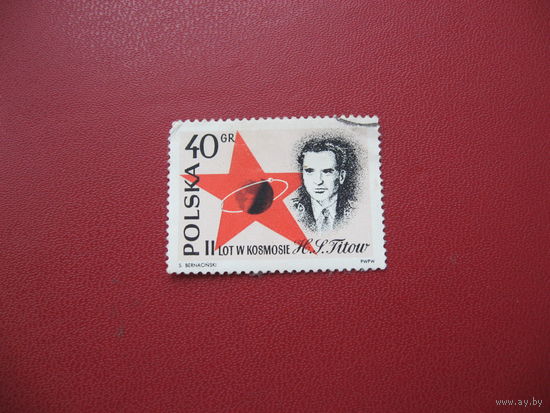 40 GR
POLSKA
II LOT W KOSMOSIE H.S. Titow
S. BERNACIŃSKI
PWPW
www.ay.by